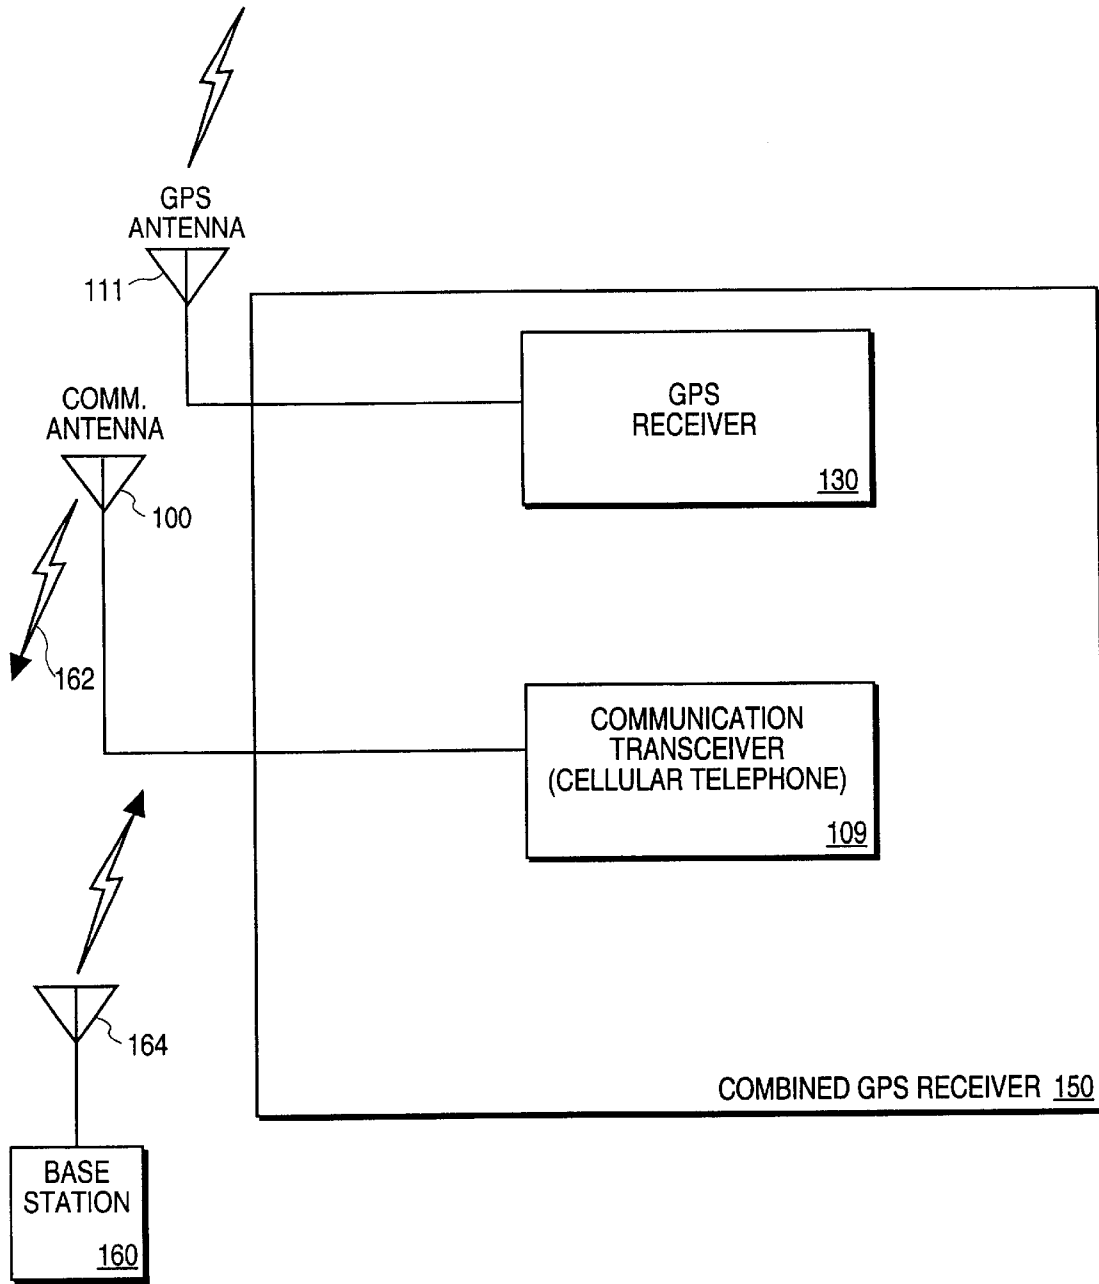 GPS
ANTENNA
111
COMM.
ANTENNA
100
162
GPS
RECEIVER
130
COMMUNICATION
TRANSCEIVER
(CELLULAR TELEPHONE)
109
164
COMBINED GPS RECEIVER 150
BASE
STATION
160